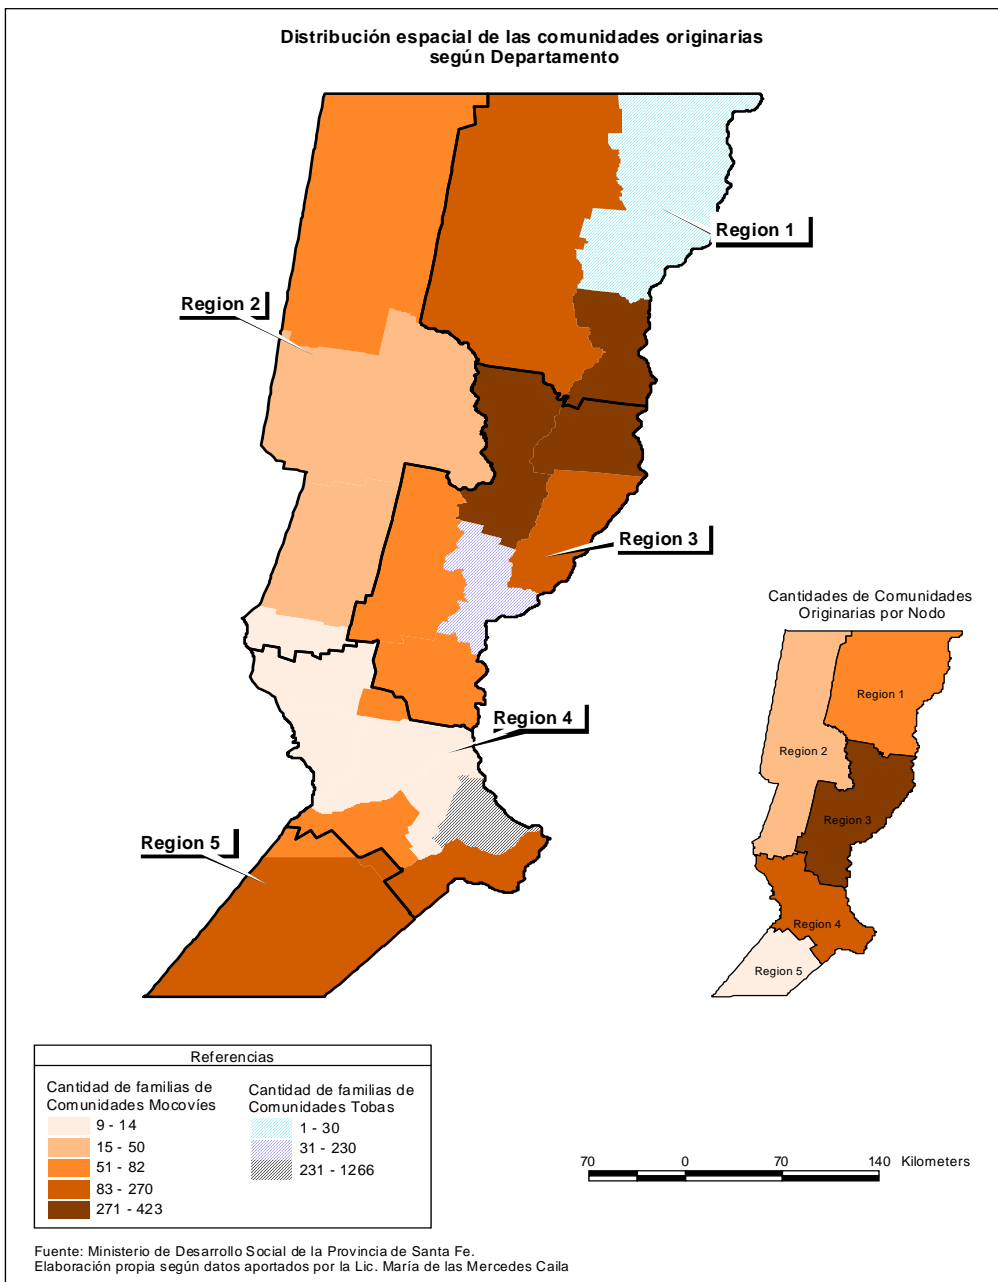 Distribución espacial de las comunidades originarias
según Departamento
Region 1
Region 2
Region 3
Cantidades de Comunidades
Originarias por Nodo
Region 1
Region 2
Region 3
Region 4
Region 5
Region 4
Region 5
Referencias
Cantidad de familias de
Comunidades Mocovíes
9 - 14
15 - 50
51 - 82
83 - 270
271 - 423
Cantidad de familias de
Comunidades Tobas
1 - 30
31 - 230
231 - 1266
70 0 70 140 Kilometers
Fuente: Ministerio de Desarrollo Social de la Provincia de Santa Fe.
Elaboración propia según datos aportados por la Lic. María de las Mercedes Caila